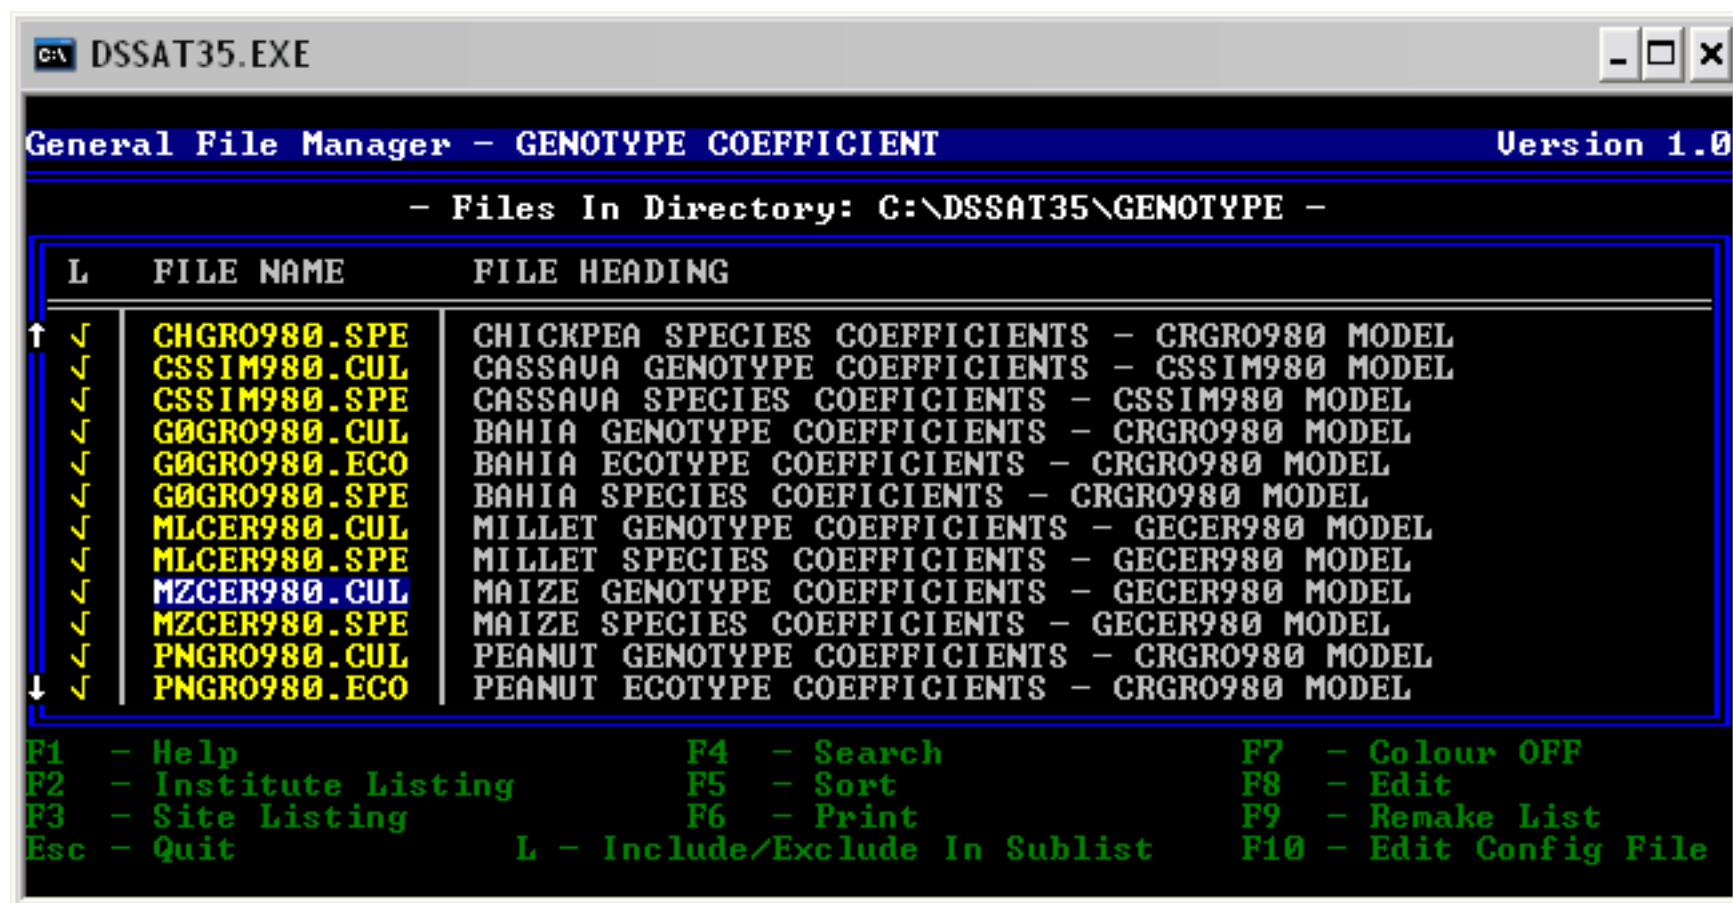 DSSAT35.EXE
General File Manager - GENOTYPE COEFFICIENT Version 1.0
- Files In Directory: C:\DSSAT35\GENOTYPE -
L FILE NAME FILE HEADING
↑ √ CHGRO980.SPE CHICKPEA SPECIES COEFFICIENTS - CRGRO980 MODEL
√ CSSIM980.CUL CASSAVA GENOTYPE COEFFICIENTS - CSSIM980 MODEL
√ CSSIM980.SPE CASSAVA SPECIES COEFICIENTS - CSSIM980 MODEL
√ G0GRO980.CUL BAHIA GENOTYPE COEFFICIENTS - CRGRO980 MODEL
√ G0GRO980.ECO BAHIA ECOTYPE COEFFICIENTS - CRGRO980 MODEL
√ G0GRO980.SPE BAHIA SPECIES COEFICIENTS - CRGRO980 MODEL
√ MLCER980.CUL MILLET GENOTYPE COEFFICIENTS - GECER980 MODEL
√ MLCER980.SPE MILLET SPECIES COEFFICIENTS - GECER980 MODEL
√ MZCER980.CUL MAIZE GENOTYPE COEFFICIENTS - GECER980 MODEL
√ MZCER980.SPE MAIZE SPECIES COEFFICIENTS - GECER980 MODEL
√ PNGRO980.CUL PEANUT GENOTYPE COEFFICIENTS - CRGRO980 MODEL
↓ √ PNGRO980.ECO PEANUT ECOTYPE COEFFICIENTS - CRGRO980 MODEL
F1 - Help F4 - Search F7 - Colour OFF
F2 - Institute Listing F5 - Sort F8 - Edit
F3 - Site Listing F6 - Print F9 - Remake List
Esc - Quit L - Include/Exclude In Sublist F10 - Edit Config File